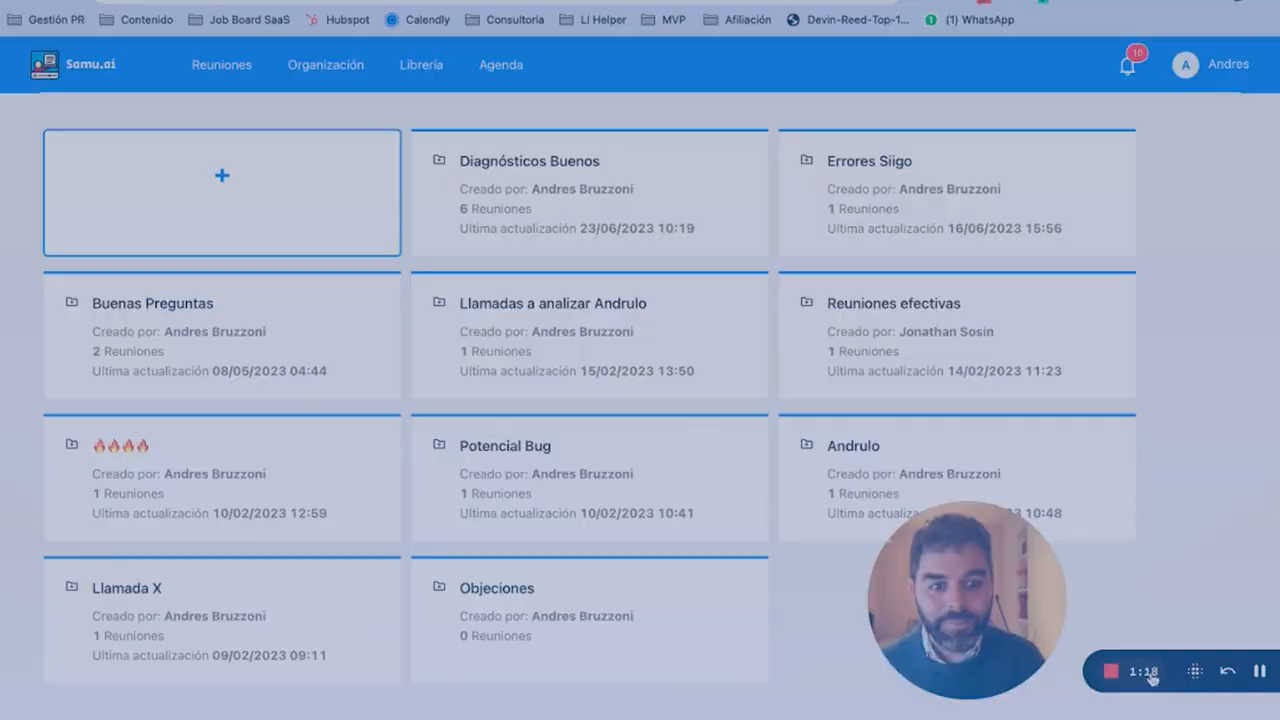 Gestión PR
Contenido
Job Board SaaS
Hubspot
Calendly
Consultoria
LI Helper
MVP
Afiliación
Devin-Reed-Top-1...
(1) WhatsApp
Samu.ai
Reuniones
Organización
Librería
Agenda
10
A
Andres
+
Diagnósticos Buenos
Creado por: Andres Bruzzoni
6 Reuniones
Ultima actualización 23/06/2023 10:19
Errores Siigo
Creado por: Andres Bruzzoni
1 Reuniones
Ultima actualización 16/06/2023 15:56
Buenas Preguntas
Creado por: Andres Bruzzoni
2 Reuniones
Ultima actualización 08/05/2023 04:44
Llamadas a analizar Andrulo
Creado por: Andres Bruzzoni
1 Reuniones
Ultima actualización 15/02/2023 13:50
Reuniones efectivas
Creado por: Jonathan Sosin
1 Reuniones
Ultima actualización 14/02/2023 11:23
🔥🔥🔥🔥
Creado por: Andres Bruzzoni
1 Reuniones
Ultima actualización 10/02/2023 12:59
Potencial Bug
Creado por: Andres Bruzzoni
1 Reuniones
Ultima actualización 10/02/2023 10:41
Andrulo
Creado por: Andres Bruzzoni
1 Reuniones
Ultima 10:48
Llamada X
Creado por: Andres Bruzzoni
1 Reuniones
Ultima actualización 09/02/2023 09:11
Objeciones
Creado por: Andres Bruzzoni
0 Reuniones
1:18